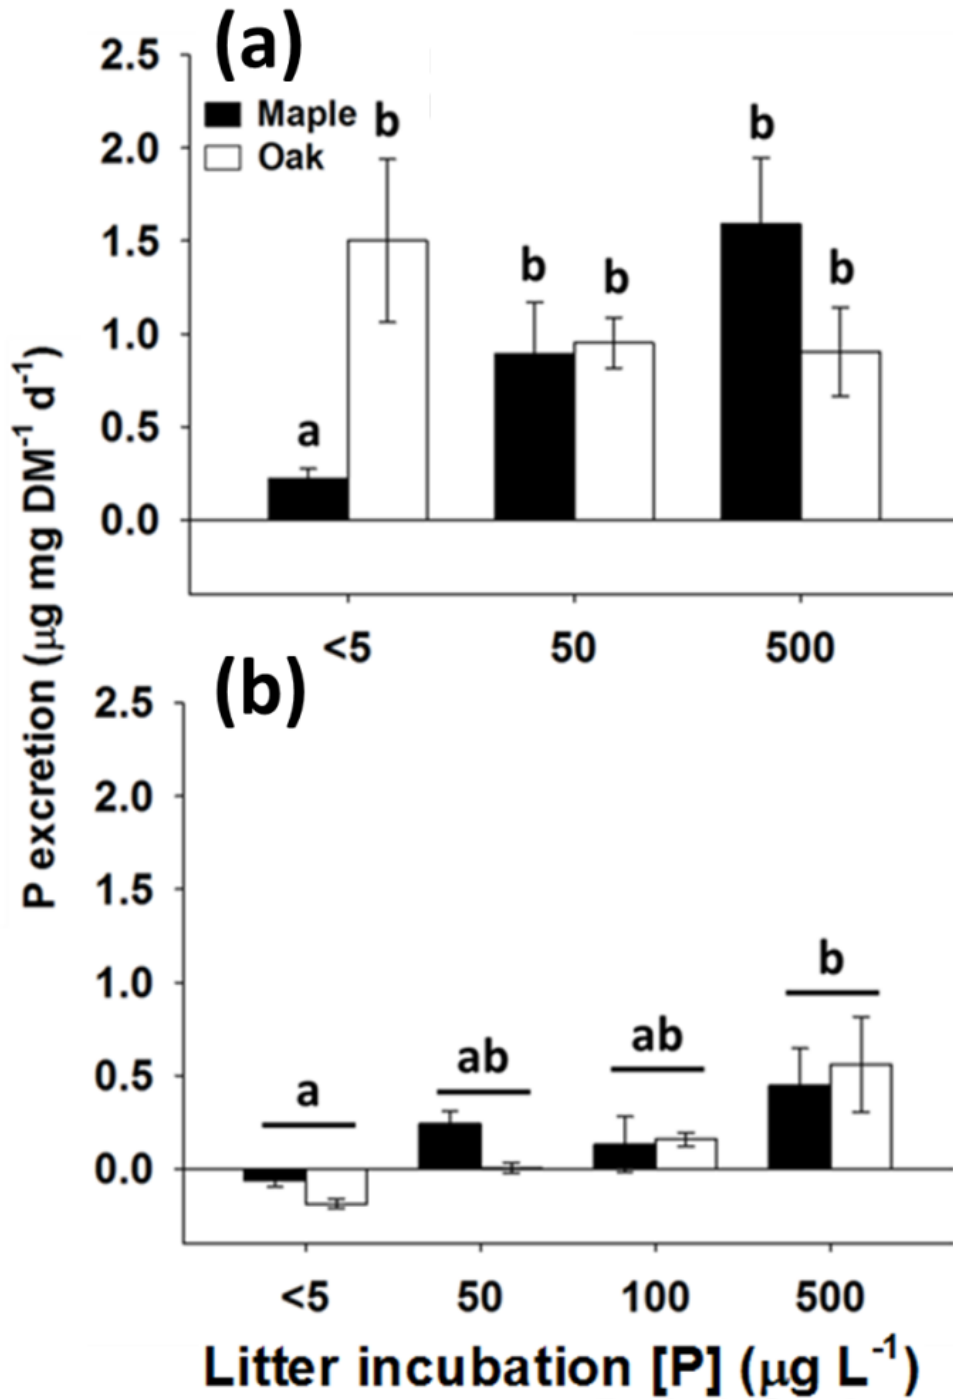 (a)
Maple
Oak
2.5
2.0
1.5
1.0
0.5
0.0
a
b
b
b
b
b
<5
50
500
P excretion (μg mg DM⁻¹ d⁻¹)
(b)
2.5
2.0
1.5
1.0
0.5
0.0
a
ab
ab
b
<5
50
100
500
Litter incubation [P] (μg L⁻¹)